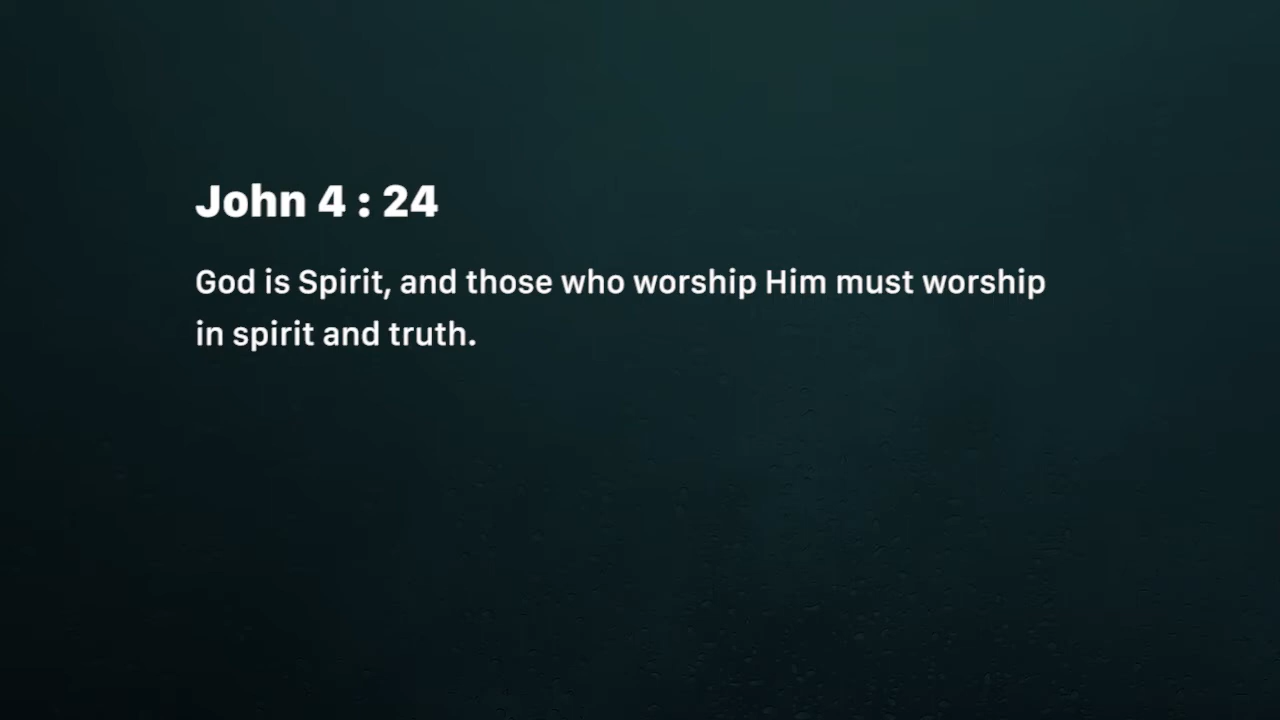 John 4 : 24
God is Spirit, and those who worship Him must worship
in spirit and truth.